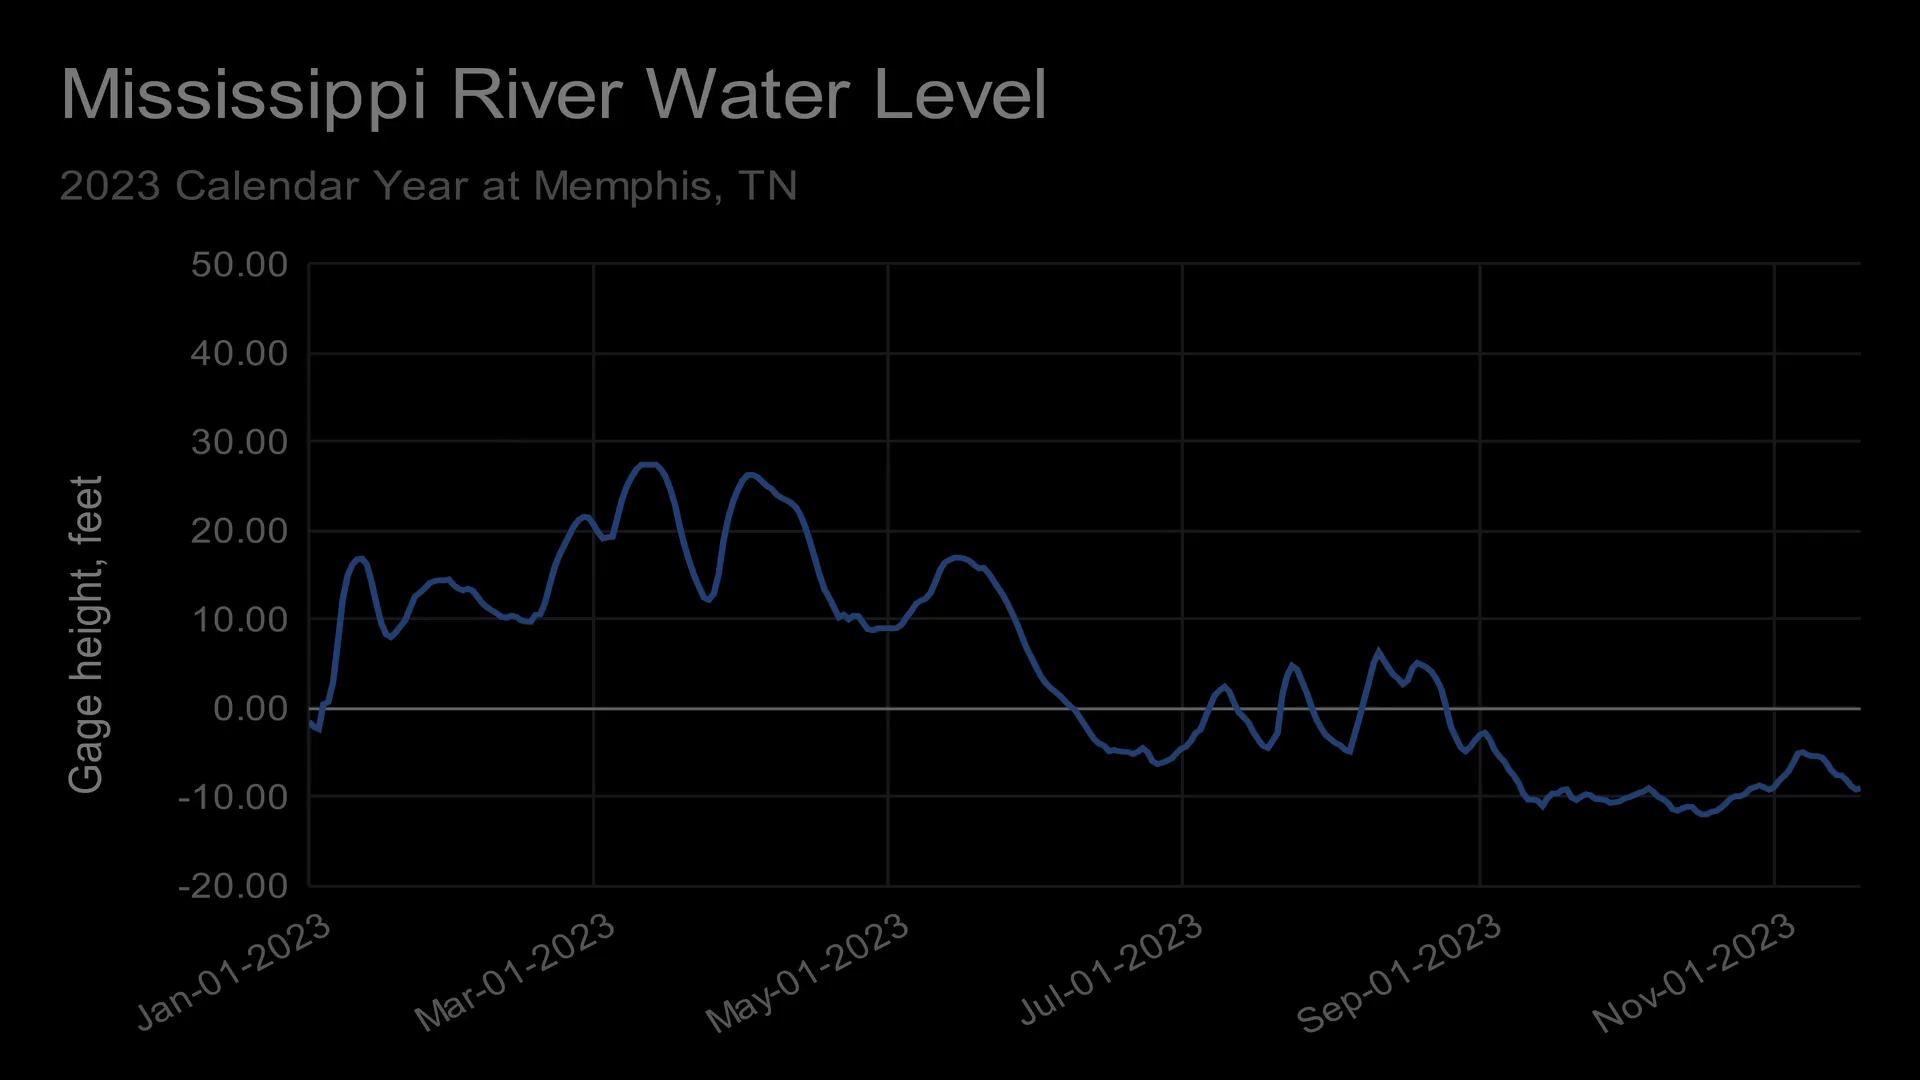 Mississippi River Water Level
2023 Calendar Year at Memphis, TN
Gage height, feet
50.00
40.00
30.00
20.00
10.00
0.00
-10.00
-20.00
Jan-01-2023
Mar-01-2023
May-01-2023
Jul-01-2023
Sep-01-2023
Nov-01-2023